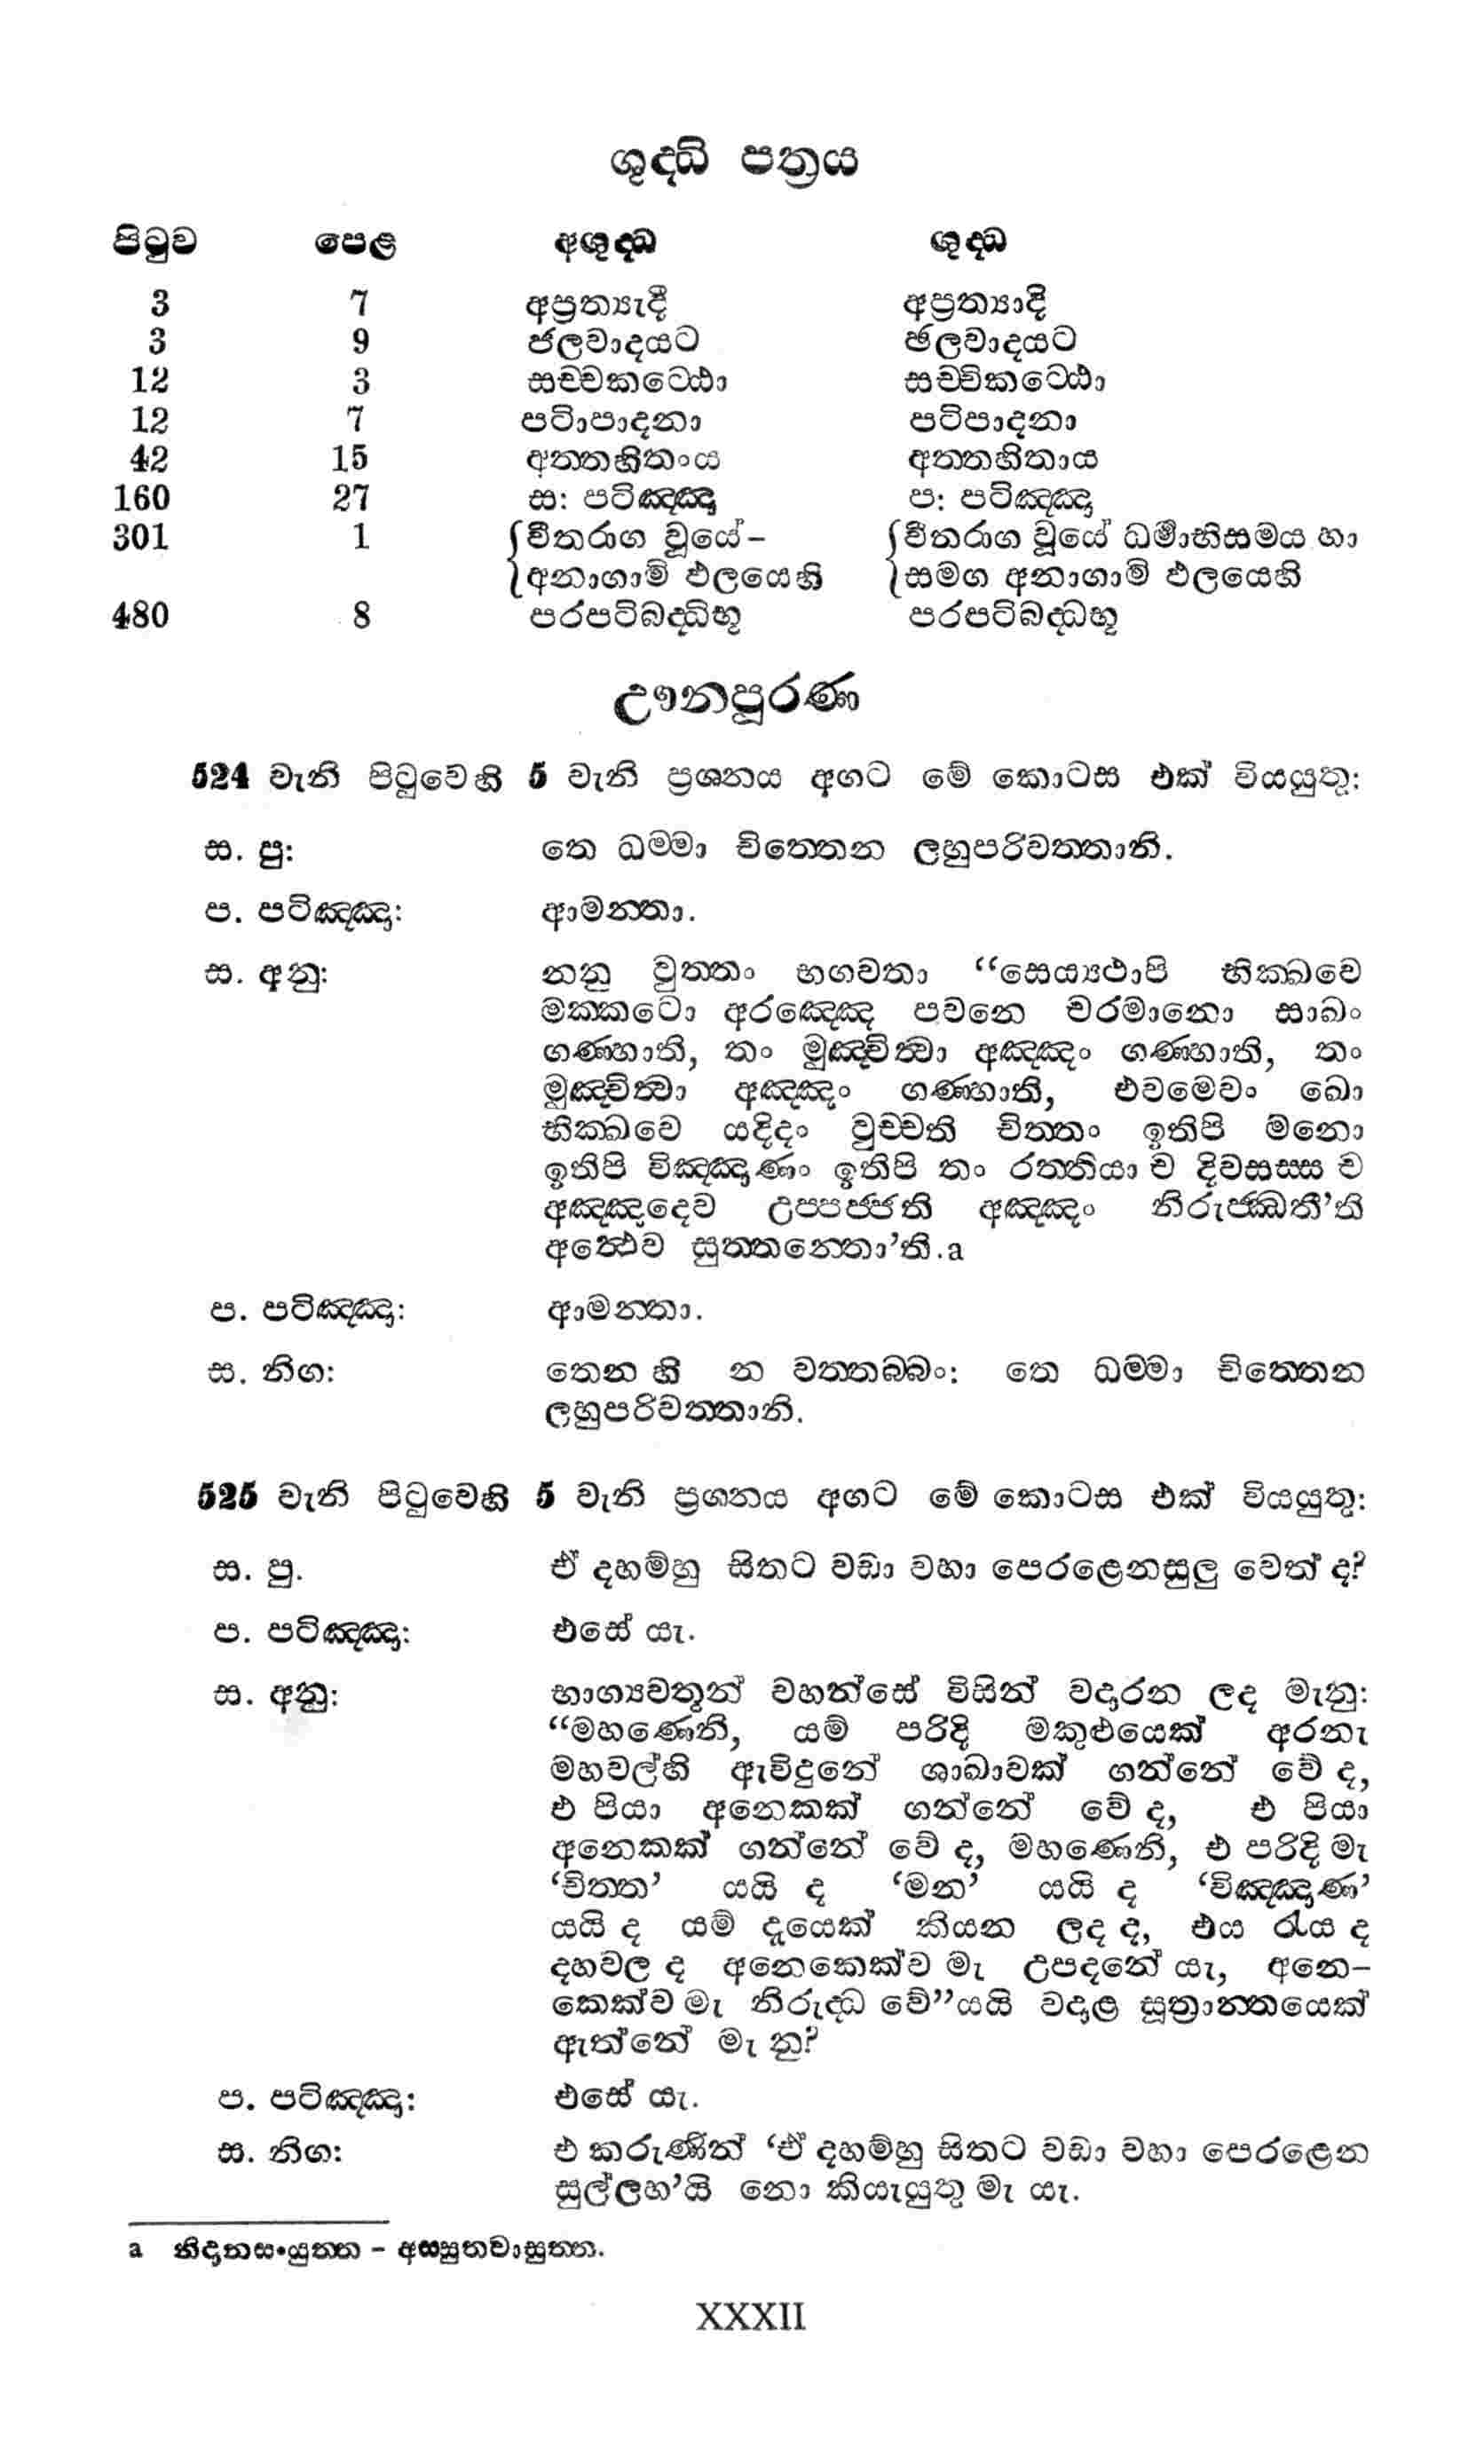 ශුද්ධි පත්‍රය
පිටුව පෙළ අශුද්ධ ශුද්ධ
3 7 අප්‍රත්‍යැදී අප්‍රත්‍යාදි
3 9 ජලවාදයට ඡලවාදයට
12 3 සච්චකට්ඨො සච්චිකට්ඨො
12 7 පටිාපාදනා පටිපාදනා
42 15 අත්තහිතංය අත්තහිතාය
160 27 ස: පටිඤ්ඤා ප: පටිඤ්ඤා
301 1 {වීතරාග වූයේ– {වීතරාග වූයේ ධර්‍මාභිසමය හා
අනාගාමි ඵලයෙහි සමග අනාගාමි ඵලයෙහි
480 8 පරපටිබද්ධිභූ පරපටිබද්ධභූ
ඌනපූරණ
524 වැනි පිටුවෙහි 5 වැනි ප්‍රශ්නය අගට මේ කොටස එක් වියයුතු:
ස. පු: තෙ ධම්මා චිත්තෙන ලහුපරිවත්තානි.
ප. පටිඤ්ඤා: ආමන්තා.
ස. අනු: නනු වුත්තං භගවතා “සෙය්‍යථාපි භික්ඛවෙ
මක්කටො අරඤ්ඤෙ පවනෙ චරමානො සාඛං
ගණ්හාති, තං මුඤ්චිත්වා අඤ්ඤං ගණ්හාති, තං
මුඤ්චිත්වා අඤ්ඤං ගණ්හාති, එවමෙවං ඛො
භික්ඛවෙ යදිදං වුච්චති චිත්තං ඉතිපි මනො
ඉතිපි විඤ්ඤාණං ඉතිපි තං රත්තියා ච දිවසස්ස ච
අඤ්ඤදෙව උප්පජ්ජති අඤ්ඤං නිරුජ්ඣතී’ති
අත්ථෙව සුත්තන්තො’ති.a
ප. පටිඤ්ඤා: ආමන්තා.
ස. නිග: තෙන හි න වත්තබ්බං: තෙ ධම්මා චිත්තෙන
ලහුපරිවත්තානි.
525 වැනි පිටුවෙහි 5 වැනි ප්‍රශනය අගට මේ කොටස එක් වියයුතු:
ස. පු. ඒ දහම්හු සිතට වඩා වහා පෙරළෙනසුලු වෙත් ද?
ප. පටිඤ්ඤා: එසේ යැ.
ස. අනු: භාග්‍යවතුන් වහන්සේ විසින් වදාරන ලද මැනු:
“මහණෙනි, යම් පරිදි මකුළුයෙක් අරනැ
මහවල්හි ඇවිදුනේ ශාඛාවක් ගන්නේ වේ ද,
එ පියා අනෙකක් ගන්නේ වේ ද, එ පියා
අනෙකක් ගන්නේ වේ ද, මහණෙනි, එ පරිදි මැ
‘චිත්ත’ යයි ද ‘මන’ යයි ද ‘විඤ්ඤාණ’
යයි ද යම් දෑයෙක් කියන ලද ද, එය රැය ද
දහවල ද අනෙකෙක්ව මැ උපදනේ යැ, අනෙ–
කෙක්ව මැ නිරුද්ධ වේ”යයි වදාළ සූත්‍රාන්තයෙක්
ඇත්තේ මැ නු?
ප. පටිඤ්ඤා: එසේ යැ.
ස. නිග: එ කරුණින් ‘ඒ දහම්හු සිතට වඩා වහා පෙරළෙන
සුල්ලහ’යි නො කියැයුතු මැ යැ.
a නිදානසංයුත්ත – අස්සුතවාසුත්ත.
XXXII